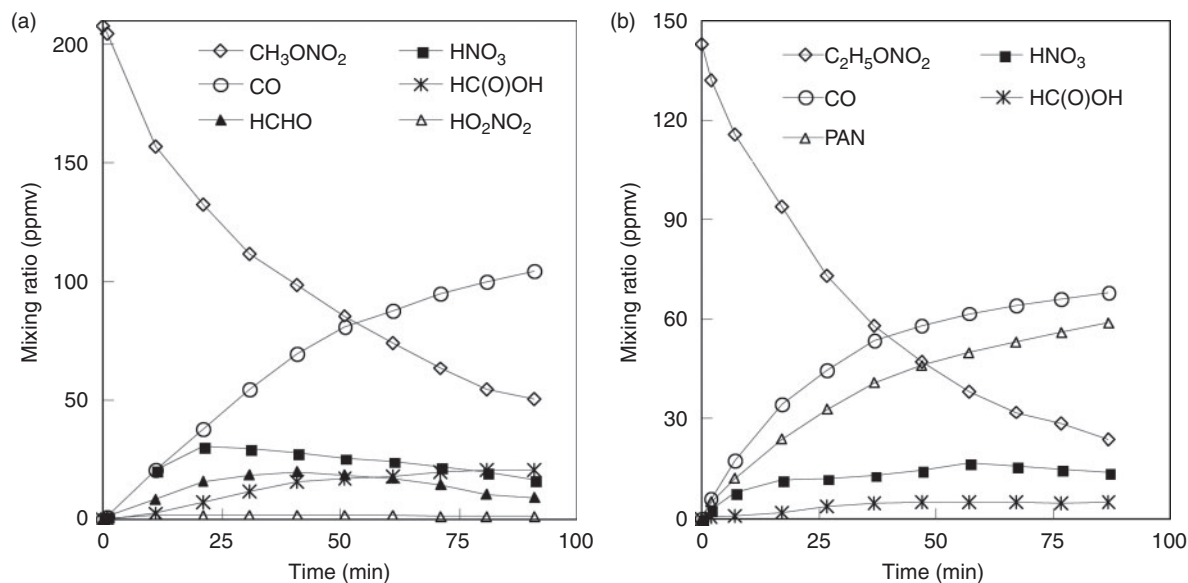 (a)
200
150
100
50
0
Mixing ratio (ppmv)
CH₃ONO₂
HNO₃
CO
HC(O)OH
HCHO
HO₂NO₂
0 25 50 75 100
Time (min)
(b)
150
120
90
60
30
0
Mixing ratio (ppmv)
C₂H₅ONO₂
HNO₃
CO
HC(O)OH
PAN
0 25 50 75 100
Time (min)